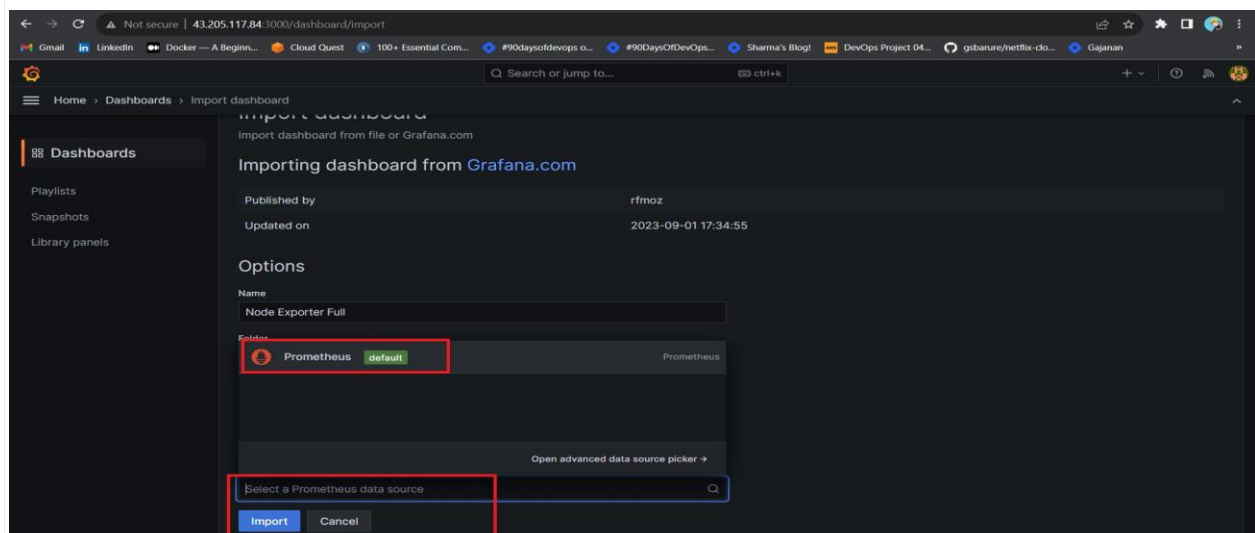 Not secure | 43.205.117.84:3000/dashboard/import
Gmail LinkedIn Docker — A Beginn... Cloud Quest 100+ Essential Com... #90daysofdevops o... #90DaysOfDevOps... Sharma's Blog! DevOps Project 04... gsbarure/netflix-clo... Gajanan »
Search or jump to... ctrl+k
Home › Dashboards › Import dashboard
Import dashboard
Import dashboard from file or Grafana.com
Dashboards
Importing dashboard from Grafana.com
Playlists
Published by rfmoz
Snapshots
Updated on 2023-09-01 17:34:55
Library panels
Options
Name
Node Exporter Full
Folder
Prometheus default Prometheus
Open advanced data source picker →
Select a Prometheus data source
Import Cancel